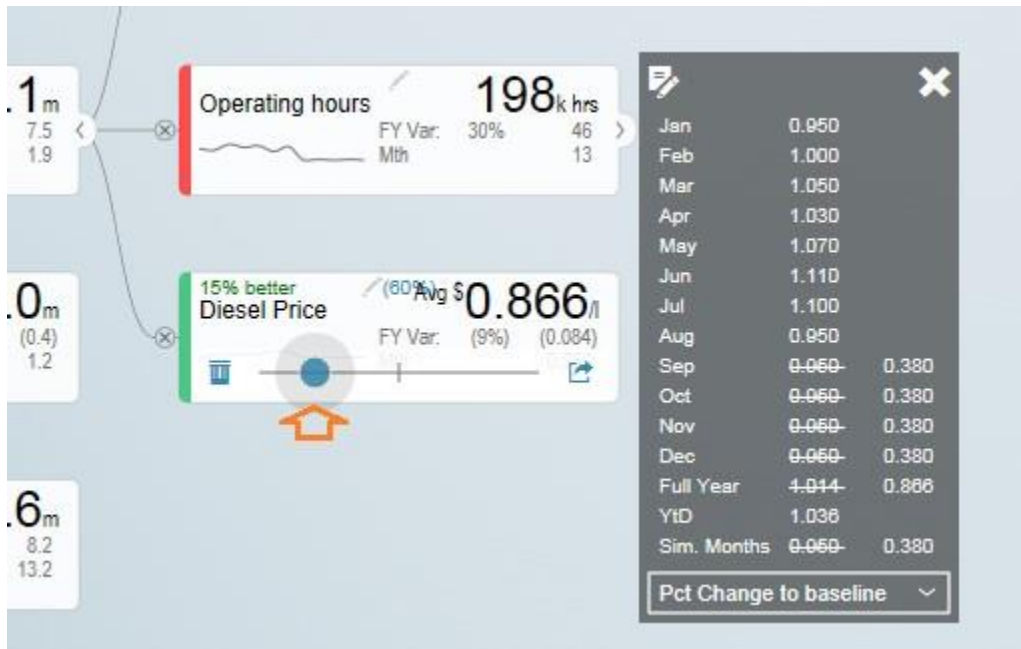 .1m
7.5
1.9
Operating hours
198k hrs
FY Var: 30% 46
Mth 13
.0m
(0.4)
1.2
15% better
Diesel Price
(60%)
Avg $0.866/l
FY Var: (9%) (0.084)
.6m
8.2
13.2
Jan 0.950
Feb 1.000
Mar 1.050
Apr 1.030
May 1.070
Jun 1.110
Jul 1.100
Aug 0.950
Sep 0.950 0.380
Oct 0.950 0.380
Nov 0.950 0.380
Dec 0.950 0.380
Full Year 1.014 0.866
YtD 1.036
Sim. Months 0.950 0.380
Pct Change to baseline